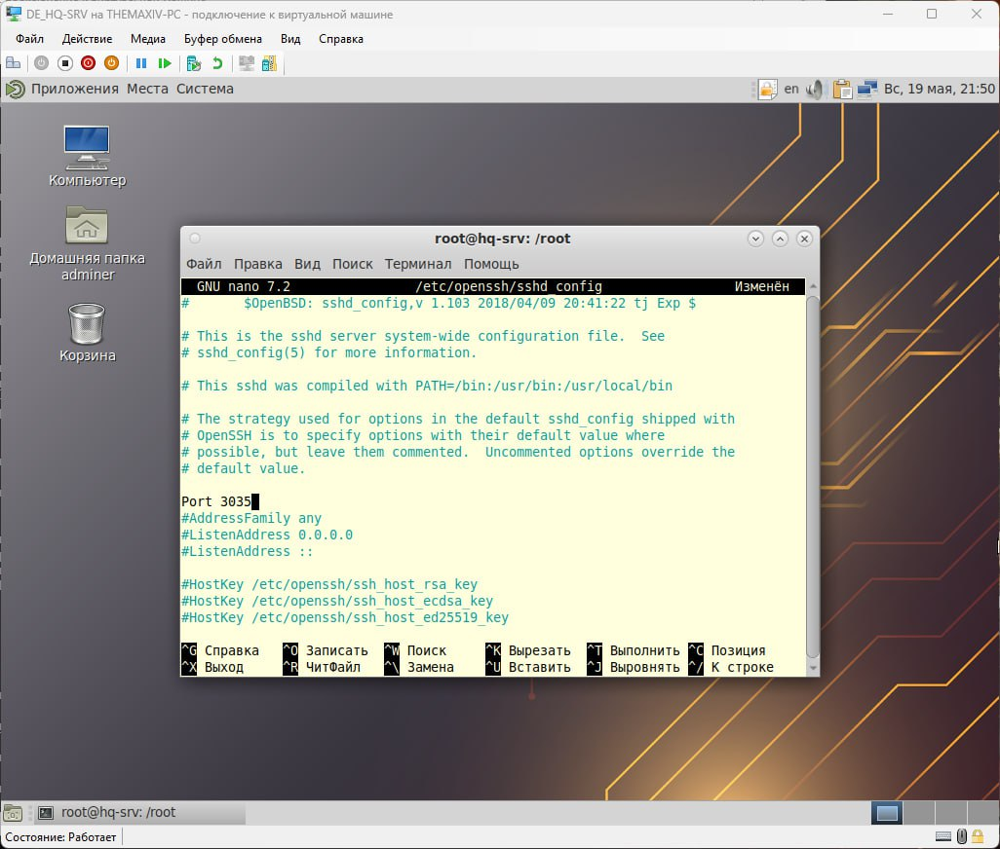 DE_HQ-SRV на THEMAXIV-PC - подключение к виртуальной машине
Файл Действие Медиа Буфер обмена Вид Справка
Приложения Места Система en Вс, 19 мая, 21:50
Компьютер
Домашняя папка
adminer
Корзина
root@hq-srv: /root
Файл Правка Вид Поиск Терминал Помощь
GNU nano 7.2 /etc/openssh/sshd_config Изменён
# $OpenBSD: sshd_config,v 1.103 2018/04/09 20:41:22 tj Exp $
# This is the sshd server system-wide configuration file. See
# sshd_config(5) for more information.
# This sshd was compiled with PATH=/bin:/usr/bin:/usr/local/bin
# The strategy used for options in the default sshd_config shipped with
# OpenSSH is to specify options with their default value where
# possible, but leave them commented. Uncommented options override the
# default value.
Port 3035
#AddressFamily any
#ListenAddress 0.0.0.0
#ListenAddress ::
#HostKey /etc/openssh/ssh_host_rsa_key
#HostKey /etc/openssh/ssh_host_ecdsa_key
#HostKey /etc/openssh/ssh_host_ed25519_key
^G Справка ^O Записать ^W Поиск ^K Вырезать ^T Выполнить ^C Позиция
^X Выход ^R ЧитФайл ^\ Замена ^U Вставить ^J Выровнять ^/ К строке
root@hq-srv: /root
Состояние: Работает